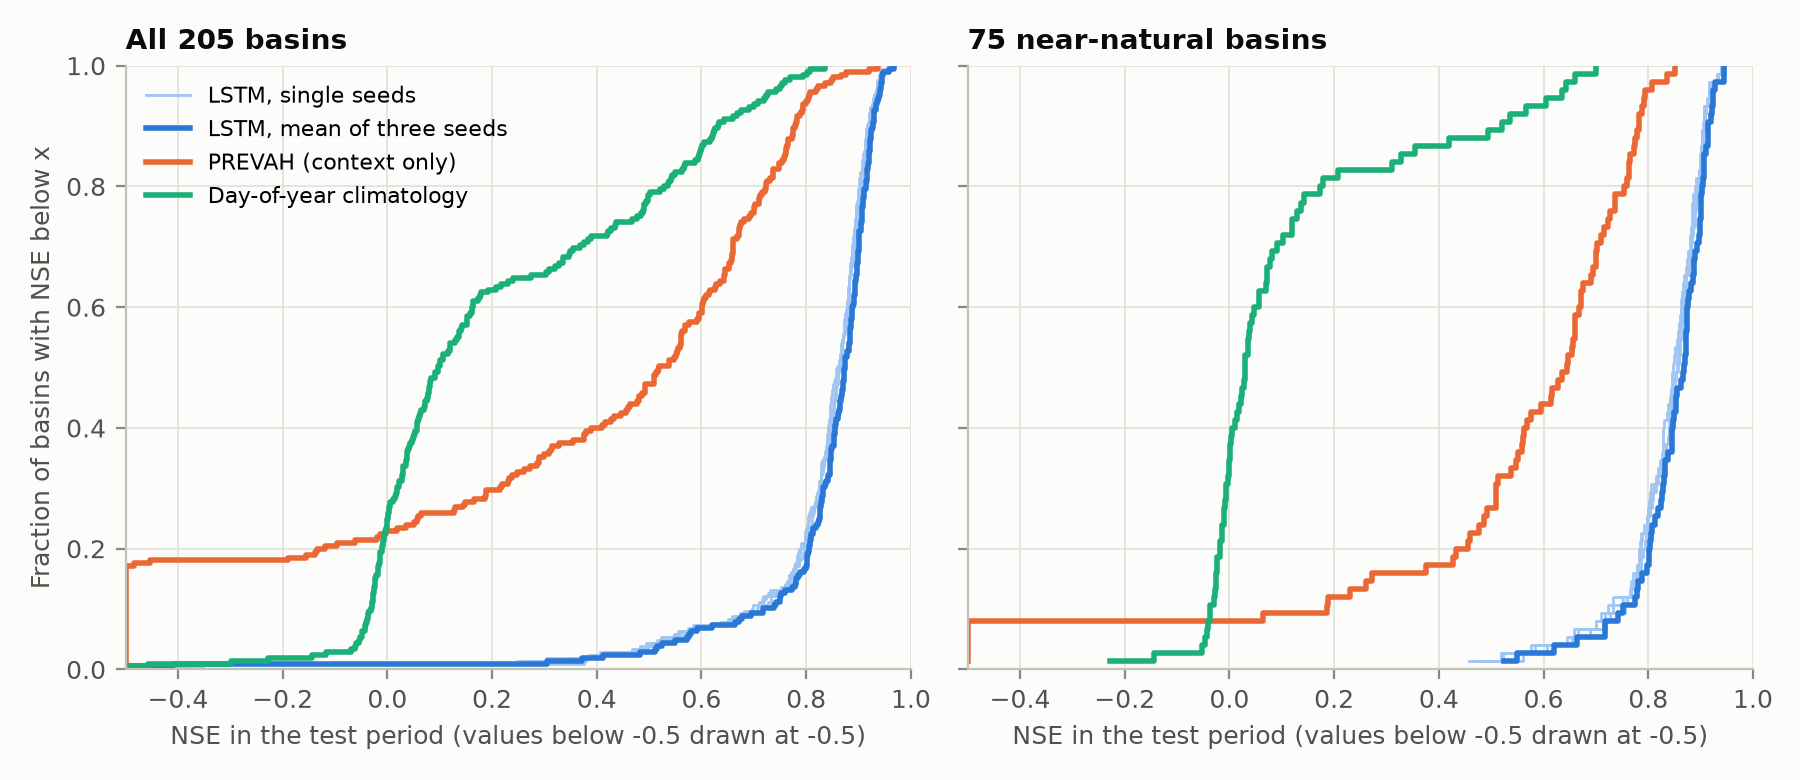 All 205 basins
75 near-natural basins
Fraction of basins with NSE below x
1.0
0.8
0.6
0.4
0.2
0.0
LSTM, single seeds
LSTM, mean of three seeds
PREVAH (context only)
Day-of-year climatology
−0.4 −0.2 0.0 0.2 0.4 0.6 0.8 1.0
−0.4 −0.2 0.0 0.2 0.4 0.6 0.8 1.0
NSE in the test period (values below -0.5 drawn at -0.5)
NSE in the test period (values below -0.5 drawn at -0.5)